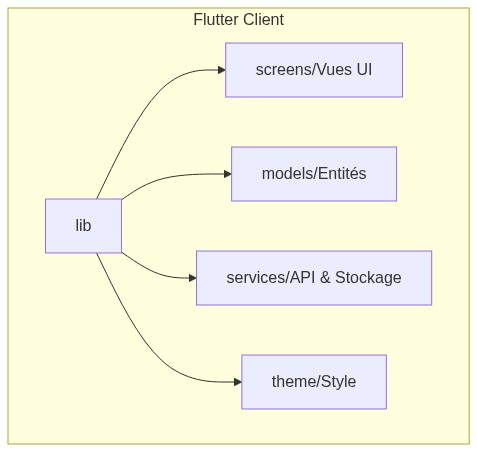 Flutter Client
screens/Vues UI
models/Entités
lib
services/API & Stockage
theme/Style